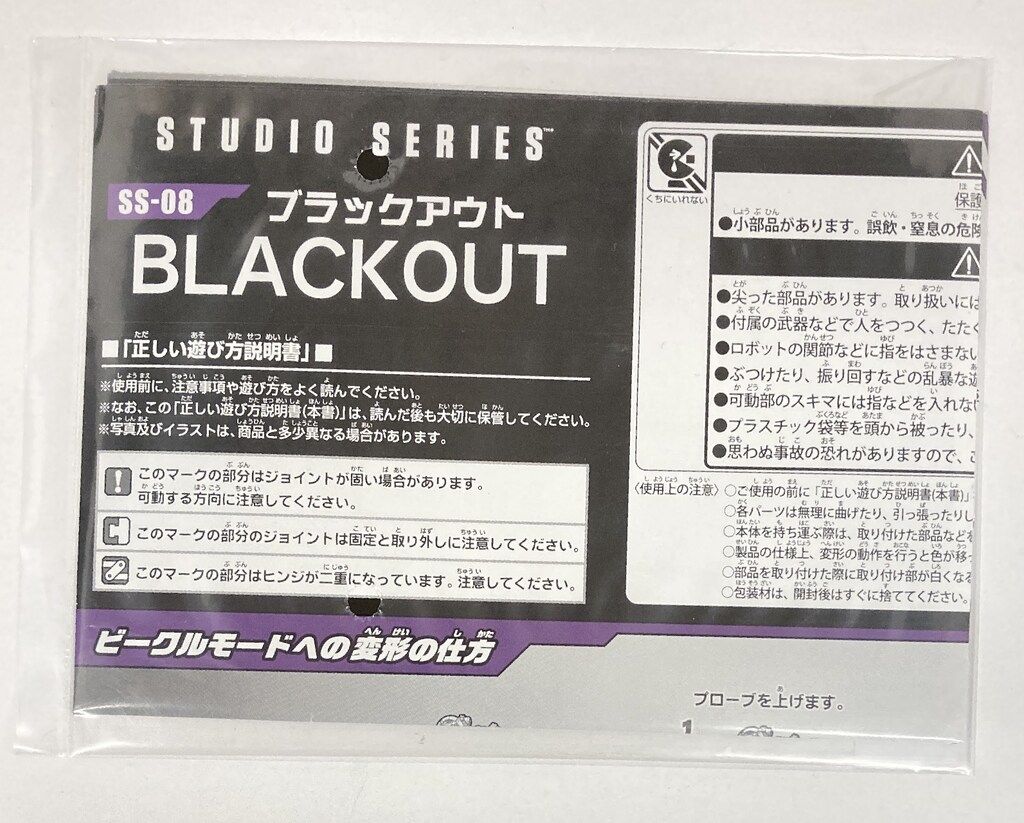 STUDIO SERIES™
SS-08
ブラックアウト
BLACKOUT
■「正しい遊び方説明書」■
※使用前に、注意事項や遊び方をよく読んでください。
※なお、この「正しい遊び方説明書(本書)」は、読んだ後も大切に保管してください。
※写真及びイラストは、商品と多少異なる場合があります。
このマークの部分はジョイントが固い場合があります。
可動する方向に注意してください。
このマークの部分のジョイントは固定と取り外しに注意してください。
このマークの部分はヒンジが二重になっています。注意してください。
ビークルモードへの変形の仕方
くちにいれない
保護
●小部品があります。誤飲・窒息の危険
●尖った部品があります。取り扱いには
●付属の武器などで人をつつく、たたく
●ロボットの関節などに指をはさまない
●ぶつけたり、振り回すなどの乱暴な遊
●可動部のスキマには指などを入れな
●プラスチック袋等を頭から被ったり、
●思わぬ事故の恐れがありますので、こ
〈使用上の注意〉
○ご使用の前に「正しい遊び方説明書(本書)」
○各パーツは無理に曲げたり、引っ張ったりし
○本体を持ち運ぶ際は、取り付けた部品などを
○製品の仕様上、変形の動作を行うと色が移
○部品を取り付けた際に取り付け部が白くなる
○包装材は、開封後はすぐに捨ててください。
プローブを上げます。
1